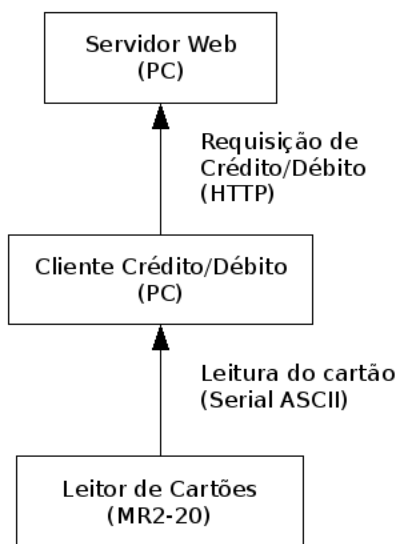 Servidor Web
(PC)
Requisição de
Crédito/Débito
(HTTP)
Cliente Crédito/Débito
(PC)
Leitura do cartão
(Serial ASCII)
Leitor de Cartões
(MR2-20)